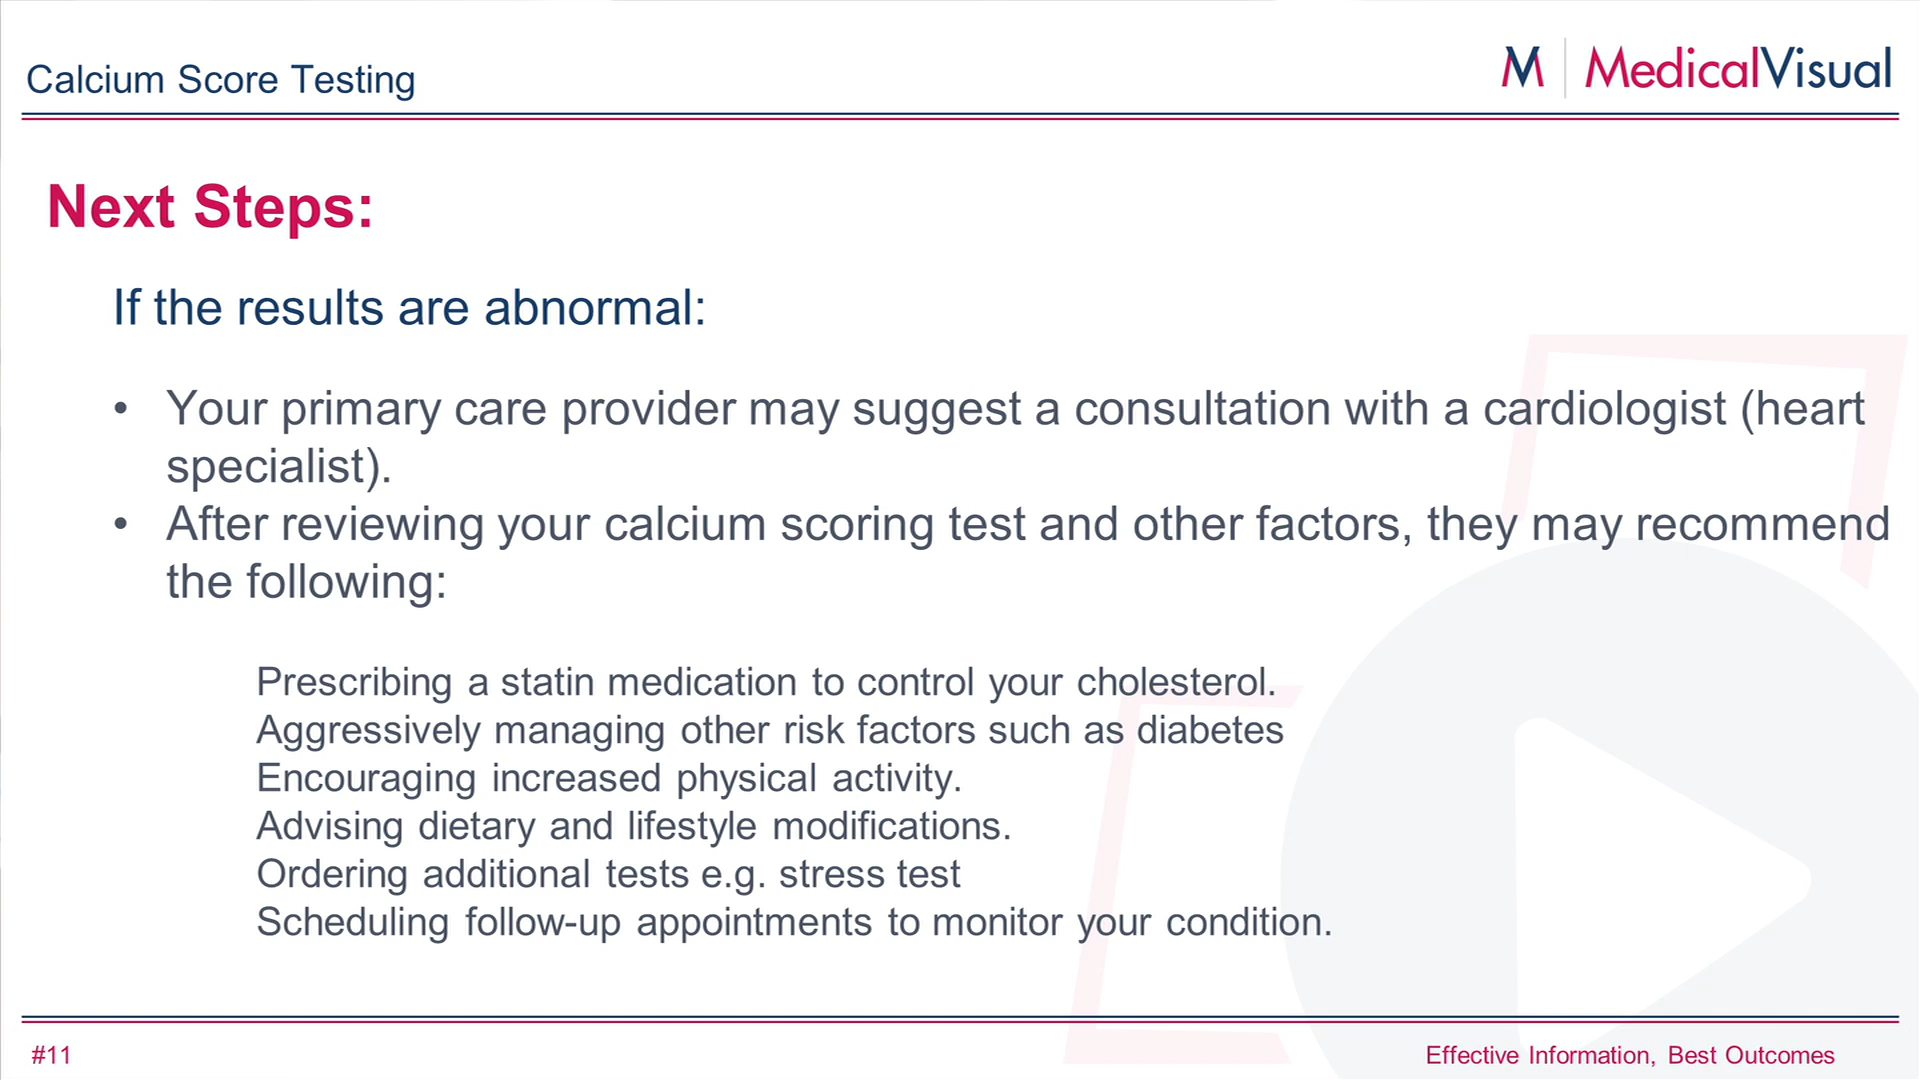 Calcium Score Testing
M | MedicalVisual
Next Steps:
If the results are abnormal:
• Your primary care provider may suggest a consultation with a cardiologist (heart
specialist).
• After reviewing your calcium scoring test and other factors, they may recommend
the following:
Prescribing a statin medication to control your cholesterol.
Aggressively managing other risk factors such as diabetes
Encouraging increased physical activity.
Advising dietary and lifestyle modifications.
Ordering additional tests e.g. stress test
Scheduling follow-up appointments to monitor your condition.
#11
Effective Information, Best Outcomes